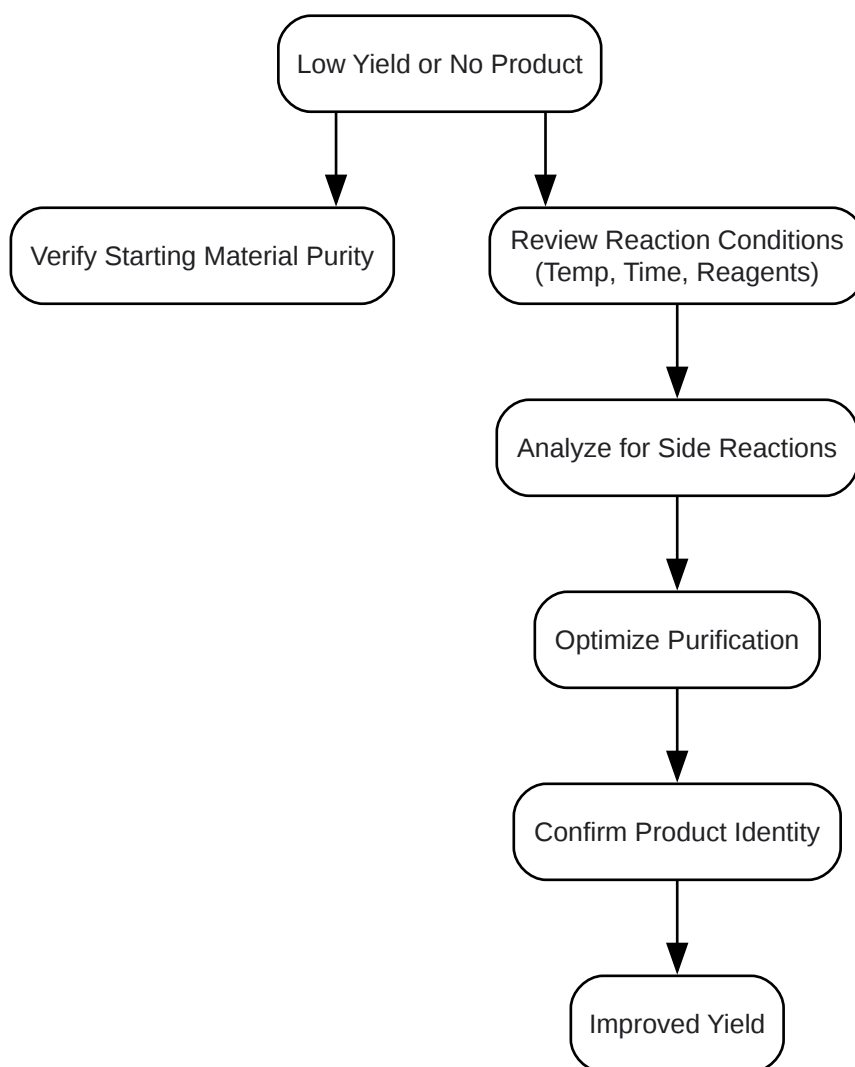 Low Yield or No Product
Verify Starting Material Purity
Review Reaction Conditions
(Temp, Time, Reagents)
Analyze for Side Reactions
Optimize Purification
Confirm Product Identity
Improved Yield